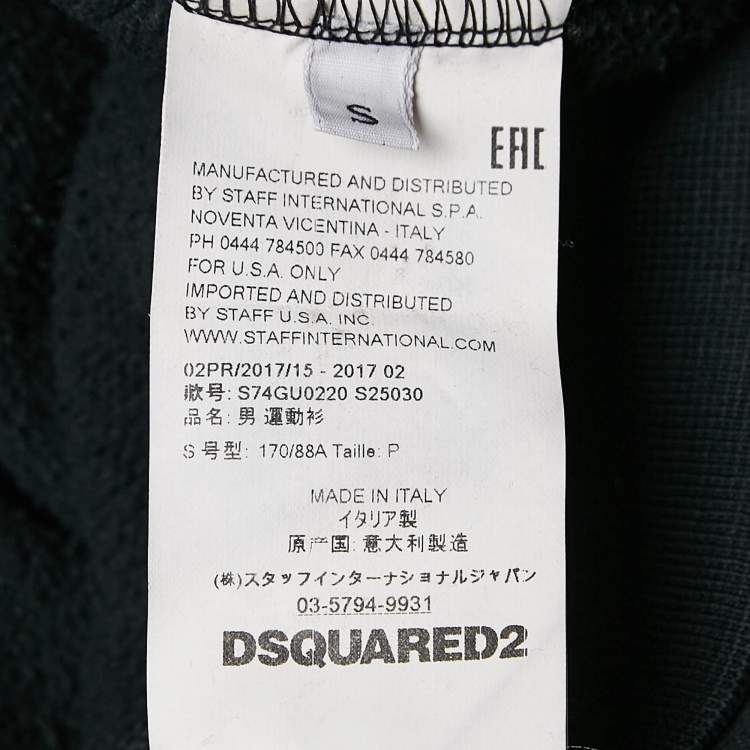 S
EAC
MANUFACTURED AND DISTRIBUTED
BY STAFF INTERNATIONAL S.P.A.
NOVENTA VICENTINA - ITALY
PH 0444 784500 FAX 0444 784580
FOR U.S.A. ONLY
IMPORTED AND DISTRIBUTED
BY STAFF U.S.A. INC.
WWW.STAFFINTERNATIONAL.COM
02PR/2017/15 - 2017 02
款号: S74GU0220 S25030
品名: 男 運動衫
S 号型: 170/88A Taille: P
MADE IN ITALY
イタリア製
原产国: 意大利製造
(株)スタッフインターナショナルジャパン
03-5794-9931
DSQUARED2